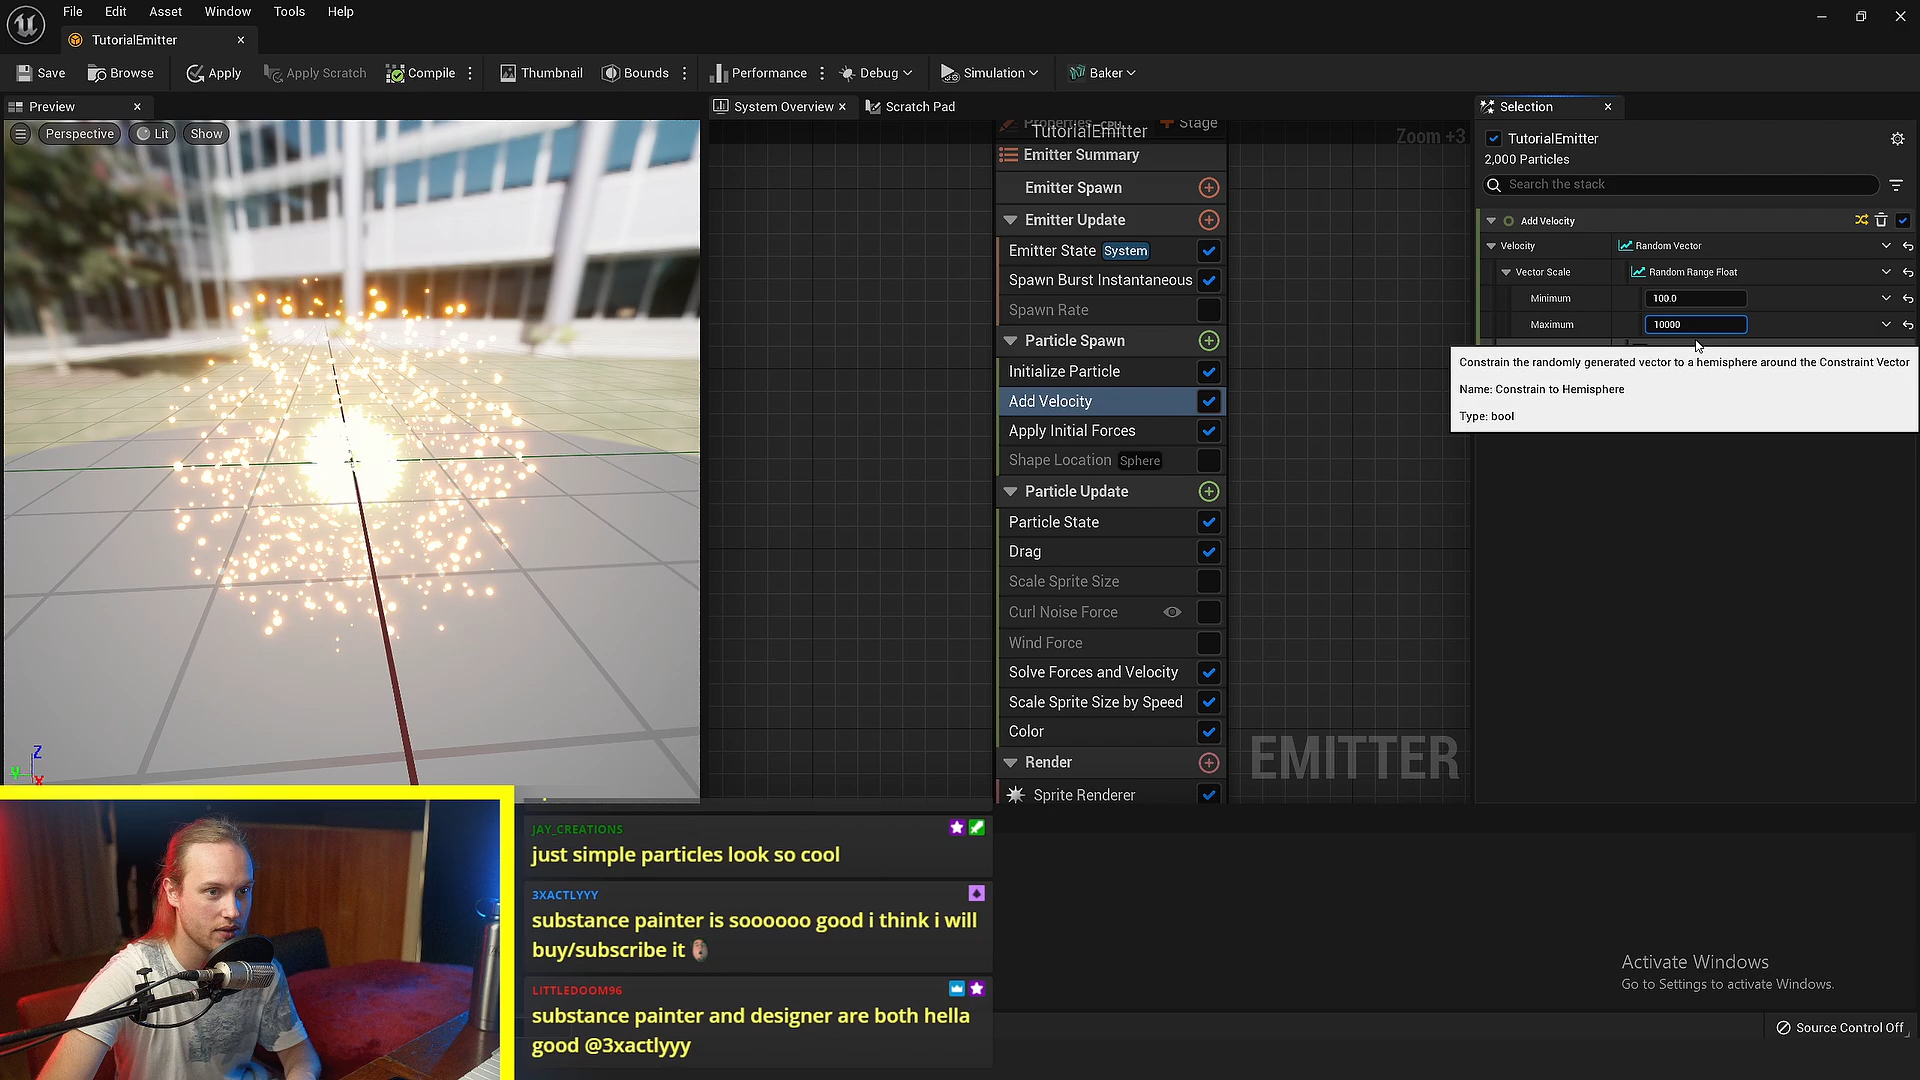 File Edit Asset Window Tools Help
TutorialEmitter
Save Browse Apply Apply Scratch Compile Thumbnail Bounds Performance Debug Simulation Baker
Preview
System Overview Scratch Pad
Selection
Perspective Lit Show
Properties CPU Stage
TutorialEmitter
Zoom +3
Emitter Summary
Emitter Spawn
Emitter Update
Emitter State System
Spawn Burst Instantaneous
Spawn Rate
Particle Spawn
Initialize Particle
Add Velocity
Apply Initial Forces
Shape Location Sphere
Particle Update
Particle State
Drag
Scale Sprite Size
Curl Noise Force
Wind Force
Solve Forces and Velocity
Scale Sprite Size by Speed
Color
Render
Sprite Renderer
EMITTER
TutorialEmitter
2,000 Particles
Search the stack
Add Velocity
Velocity Random Vector
Vector Scale Random Range Float
Minimum 100.0
Maximum 10000
Constrain the randomly generated vector to a hemisphere around the Constraint Vector
Name: Constrain to Hemisphere
Type: bool
Z
Y
X
JAY_CREATIONS
just simple particles look so cool
3XACTLYYY
substance painter is soooooo good i think i will
buy/subscribe it
LITTLEDOOM96
substance painter and designer are both hella
good @3xactlyyy
Activate Windows
Go to Settings to activate Windows.
Source Control Off